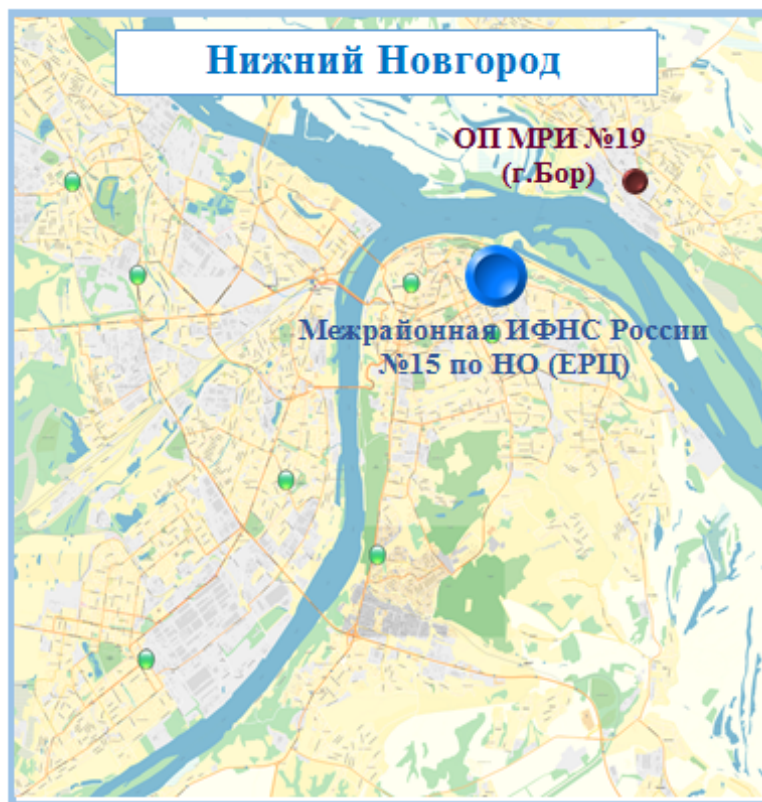 Нижний Новгород
ОП МРИ №19
(г.Бор)
Межрайонная ИФНС России
№15 по НО (ЕРЦ)